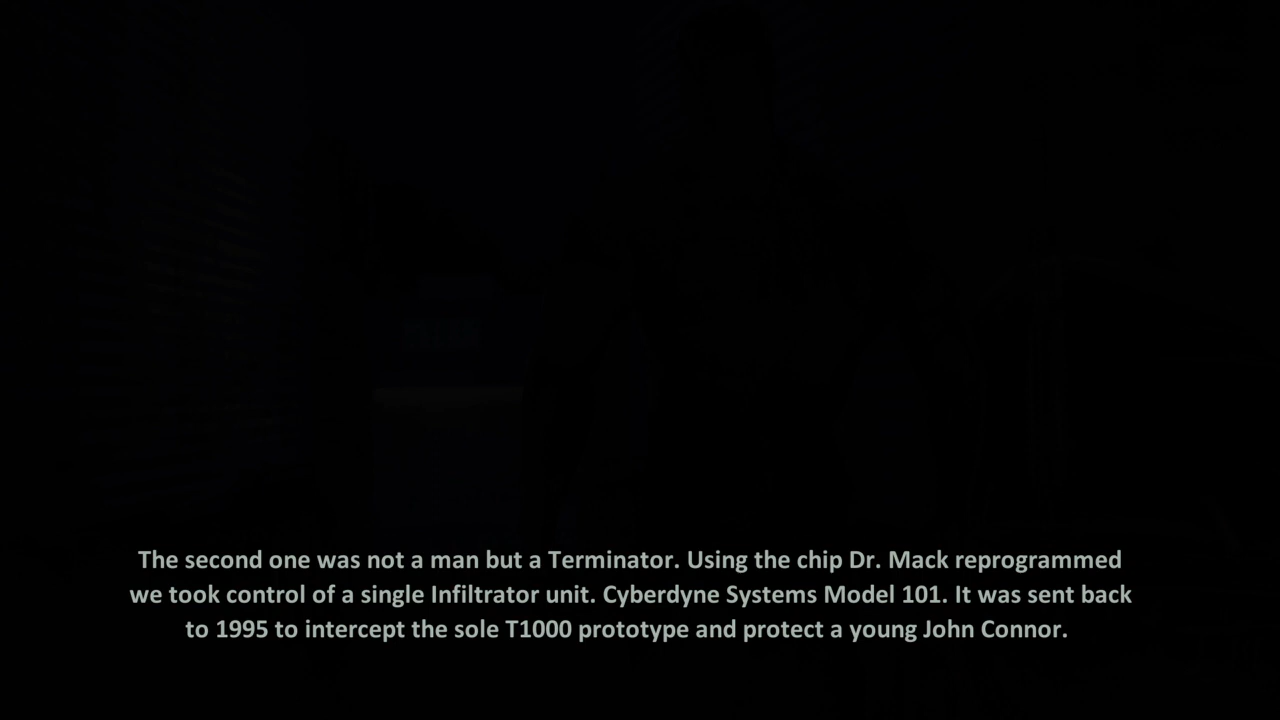 The second one was not a man but a Terminator. Using the chip Dr. Mack reprogrammed
we took control of a single Infiltrator unit. Cyberdyne Systems Model 101. It was sent back
to 1995 to intercept the sole T1000 prototype and protect a young John Connor.